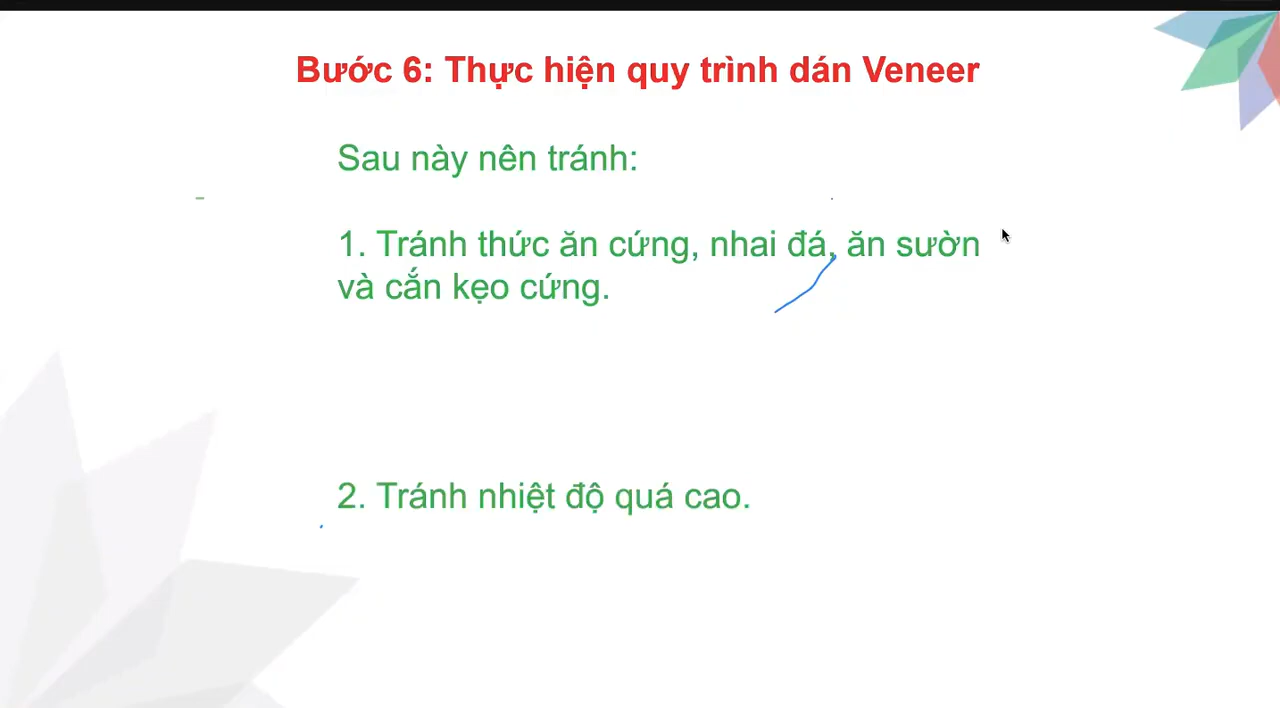 Bước 6: Thực hiện quy trình dán Veneer
Sau này nên tránh:
1. Tránh thức ăn cứng, nhai đá, ăn sườn
và cắn kẹo cứng.
2. Tránh nhiệt độ quá cao.